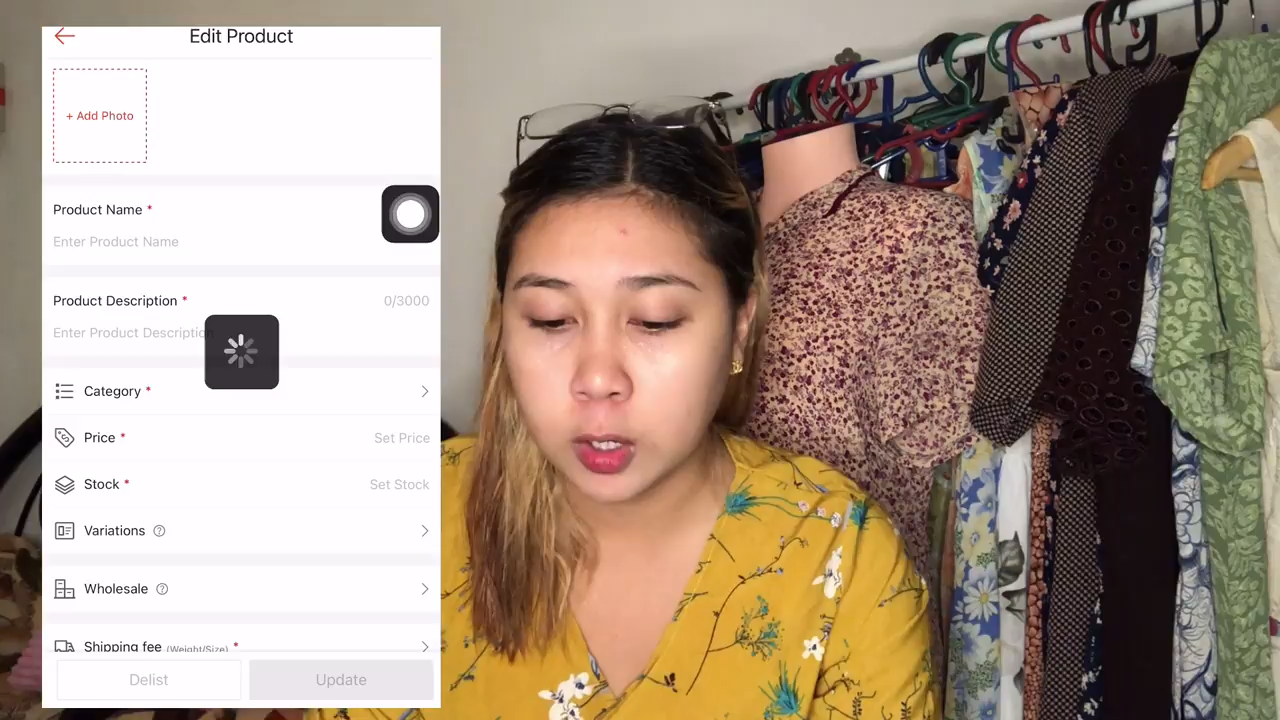 Edit Product
+ Add Photo
Product Name *
Enter Product Name
Product Description * 0/3000
Enter Product Description
Category *
Price * Set Price
Stock * Set Stock
Variations ?
Wholesale ?
Shipping fee (Weight/Size) *
Delist Update